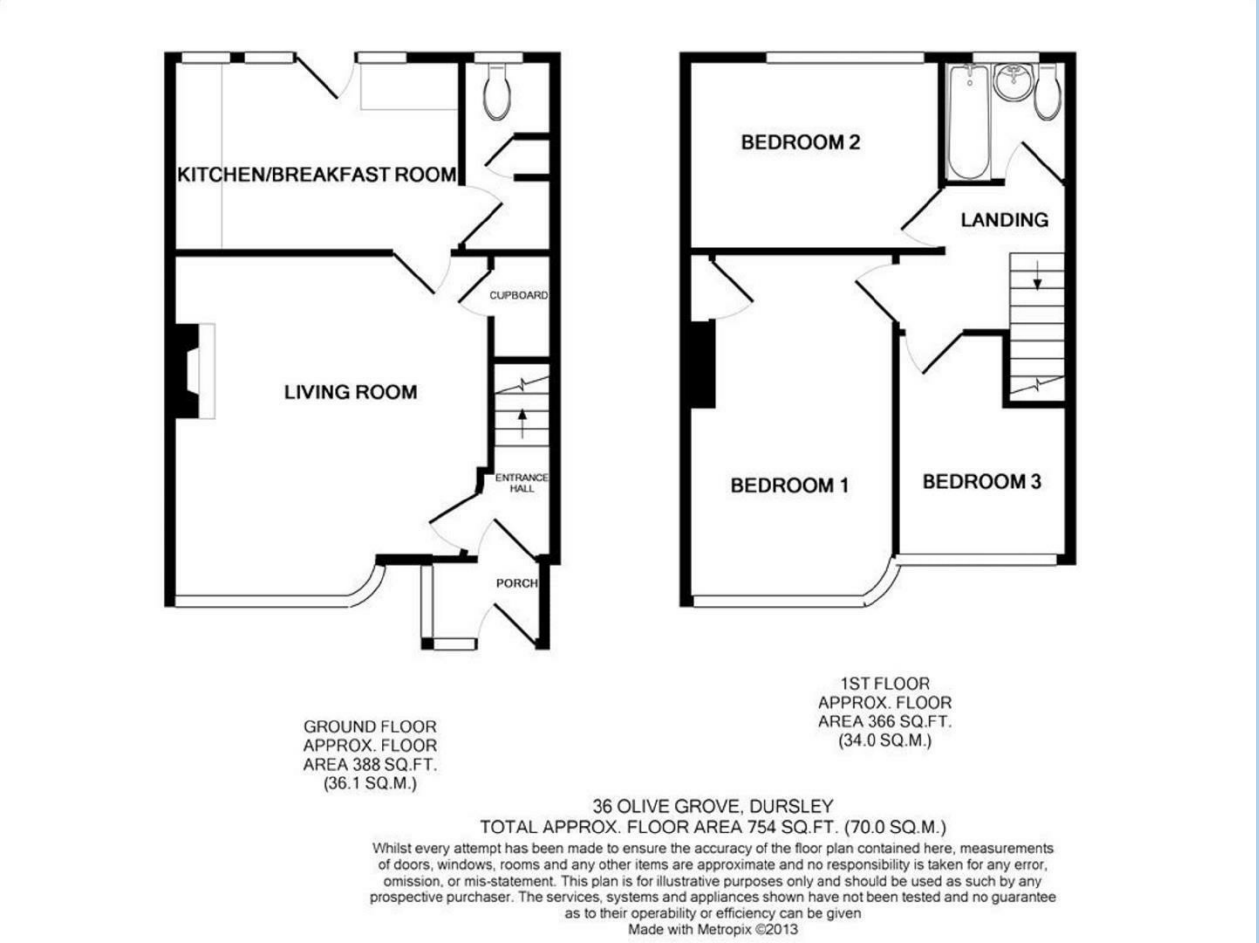 KITCHEN/BREAKFAST ROOM
CUPBOARD
LIVING ROOM
ENTRANCE
HALL
PORCH
BEDROOM 2
LANDING
BEDROOM 1
BEDROOM 3
GROUND FLOOR
APPROX. FLOOR
AREA 388 SQ.FT.
(36.1 SQ.M.)
1ST FLOOR
APPROX. FLOOR
AREA 366 SQ.FT.
(34.0 SQ.M.)
36 OLIVE GROVE, DURSLEY
TOTAL APPROX. FLOOR AREA 754 SQ.FT. (70.0 SQ.M.)
Whilst every attempt has been made to ensure the accuracy of the floor plan contained here, measurements
of doors, windows, rooms and any other items are approximate and no responsibility is taken for any error,
omission, or mis-statement. This plan is for illustrative purposes only and should be used as such by any
prospective purchaser. The services, systems and appliances shown have not been tested and no guarantee
as to their operability or efficiency can be given
Made with Metropix ©2013